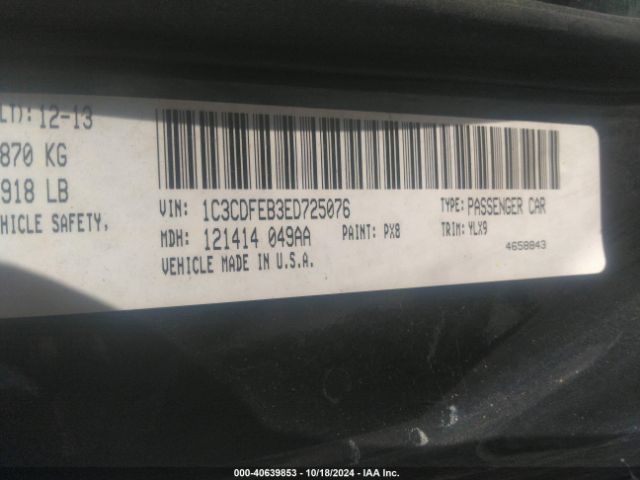 LT): 12-13
870 KG
918 LB
HICLE SAFETY,
VIN: 1C3CDFEB3ED725076 TYPE: PASSENGER CAR
MDH: 121414 049AA PAINT: PX8 TRIM: YLX9
VEHICLE MADE IN U.S.A. 4658843
000-40639853 | 10/18/2024 - IAA Inc.